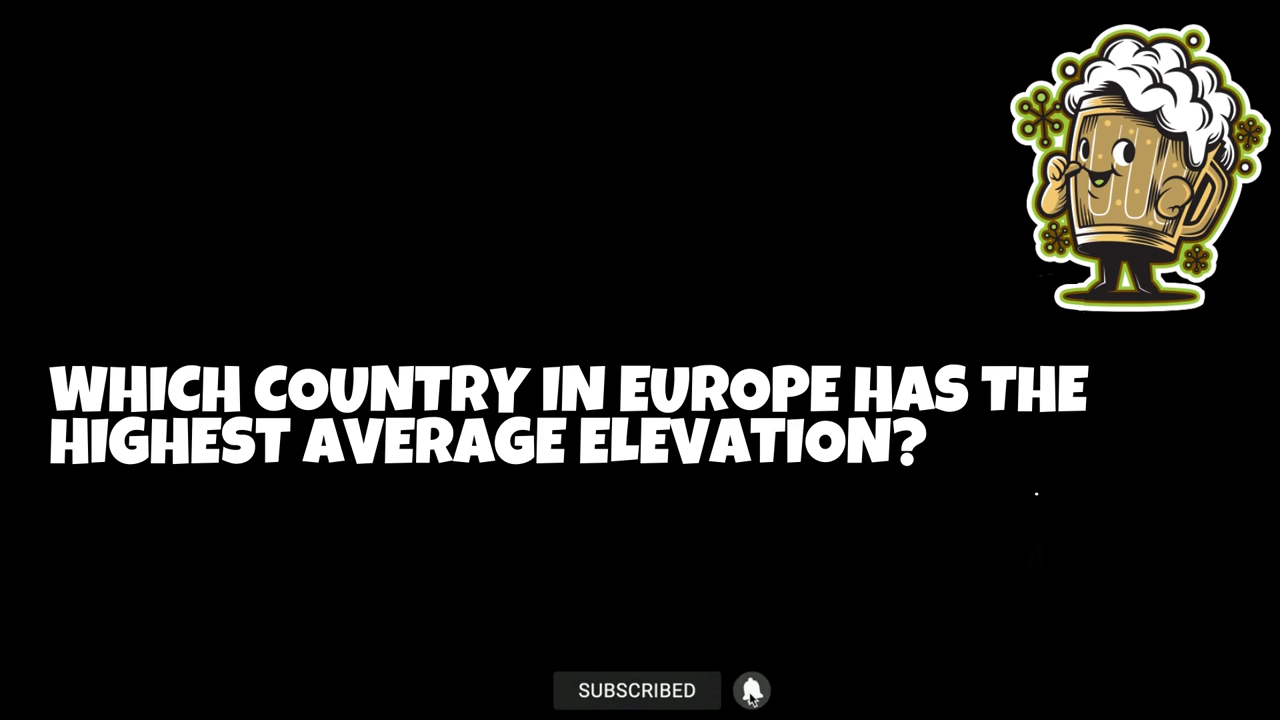 WHICH COUNTRY IN EUROPE HAS THE
HIGHEST AVERAGE ELEVATION?
SUBSCRIBED